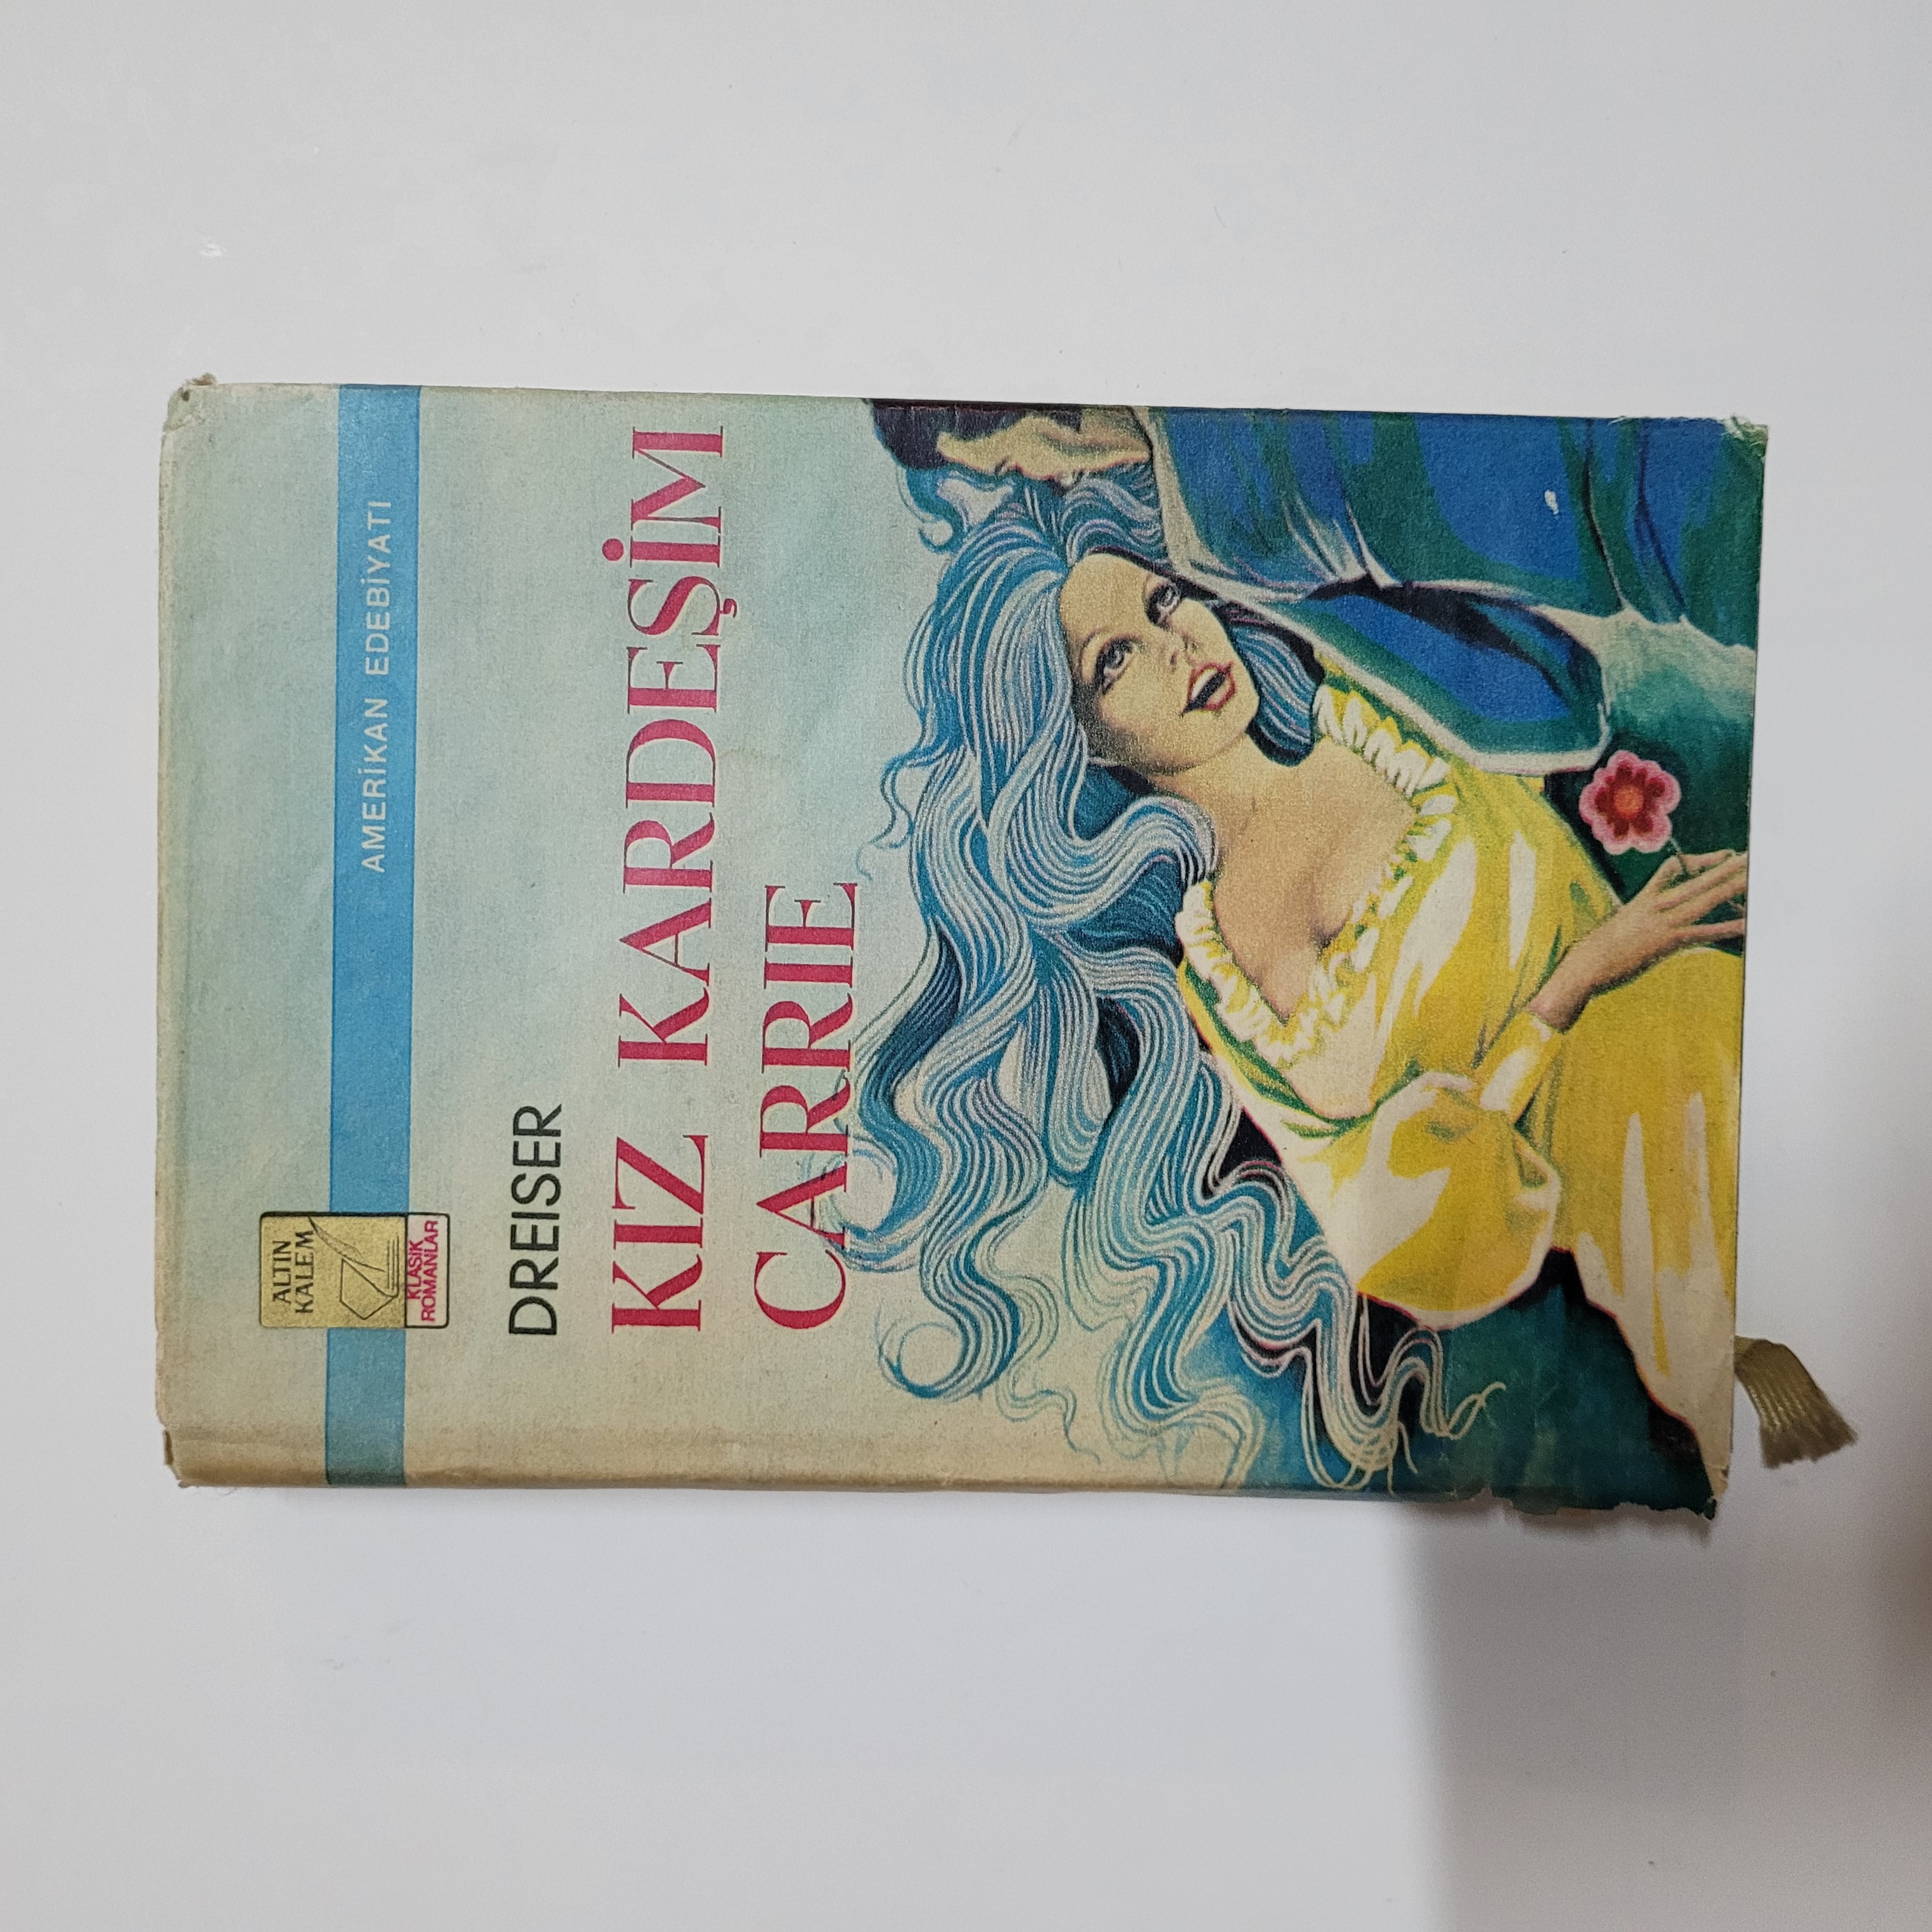 ALTIN
KALEM
KLASİK
ROMANLAR
AMERİKAN EDEBİYATI
DREISER
KIZ KARDEŞİM
CARRIE